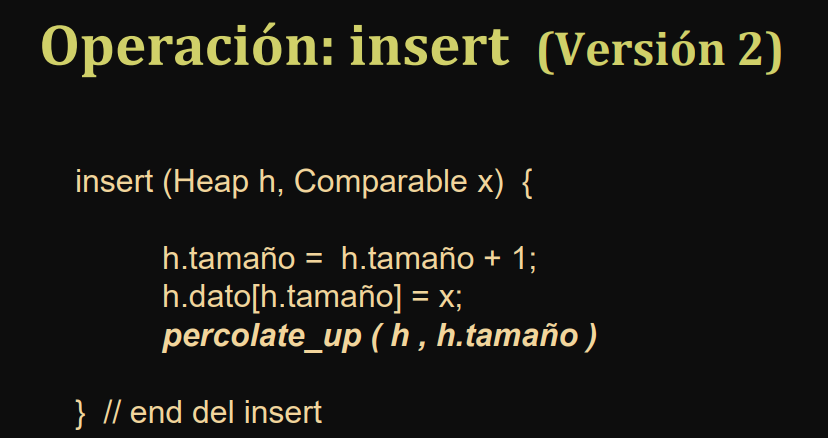 Operación: insert (Versión 2)
insert (Heap h, Comparable x) {
h.tamaño = h.tamaño + 1;
h.dato[h.tamaño] = x;
percolate_up ( h , h.tamaño )
} // end del insert